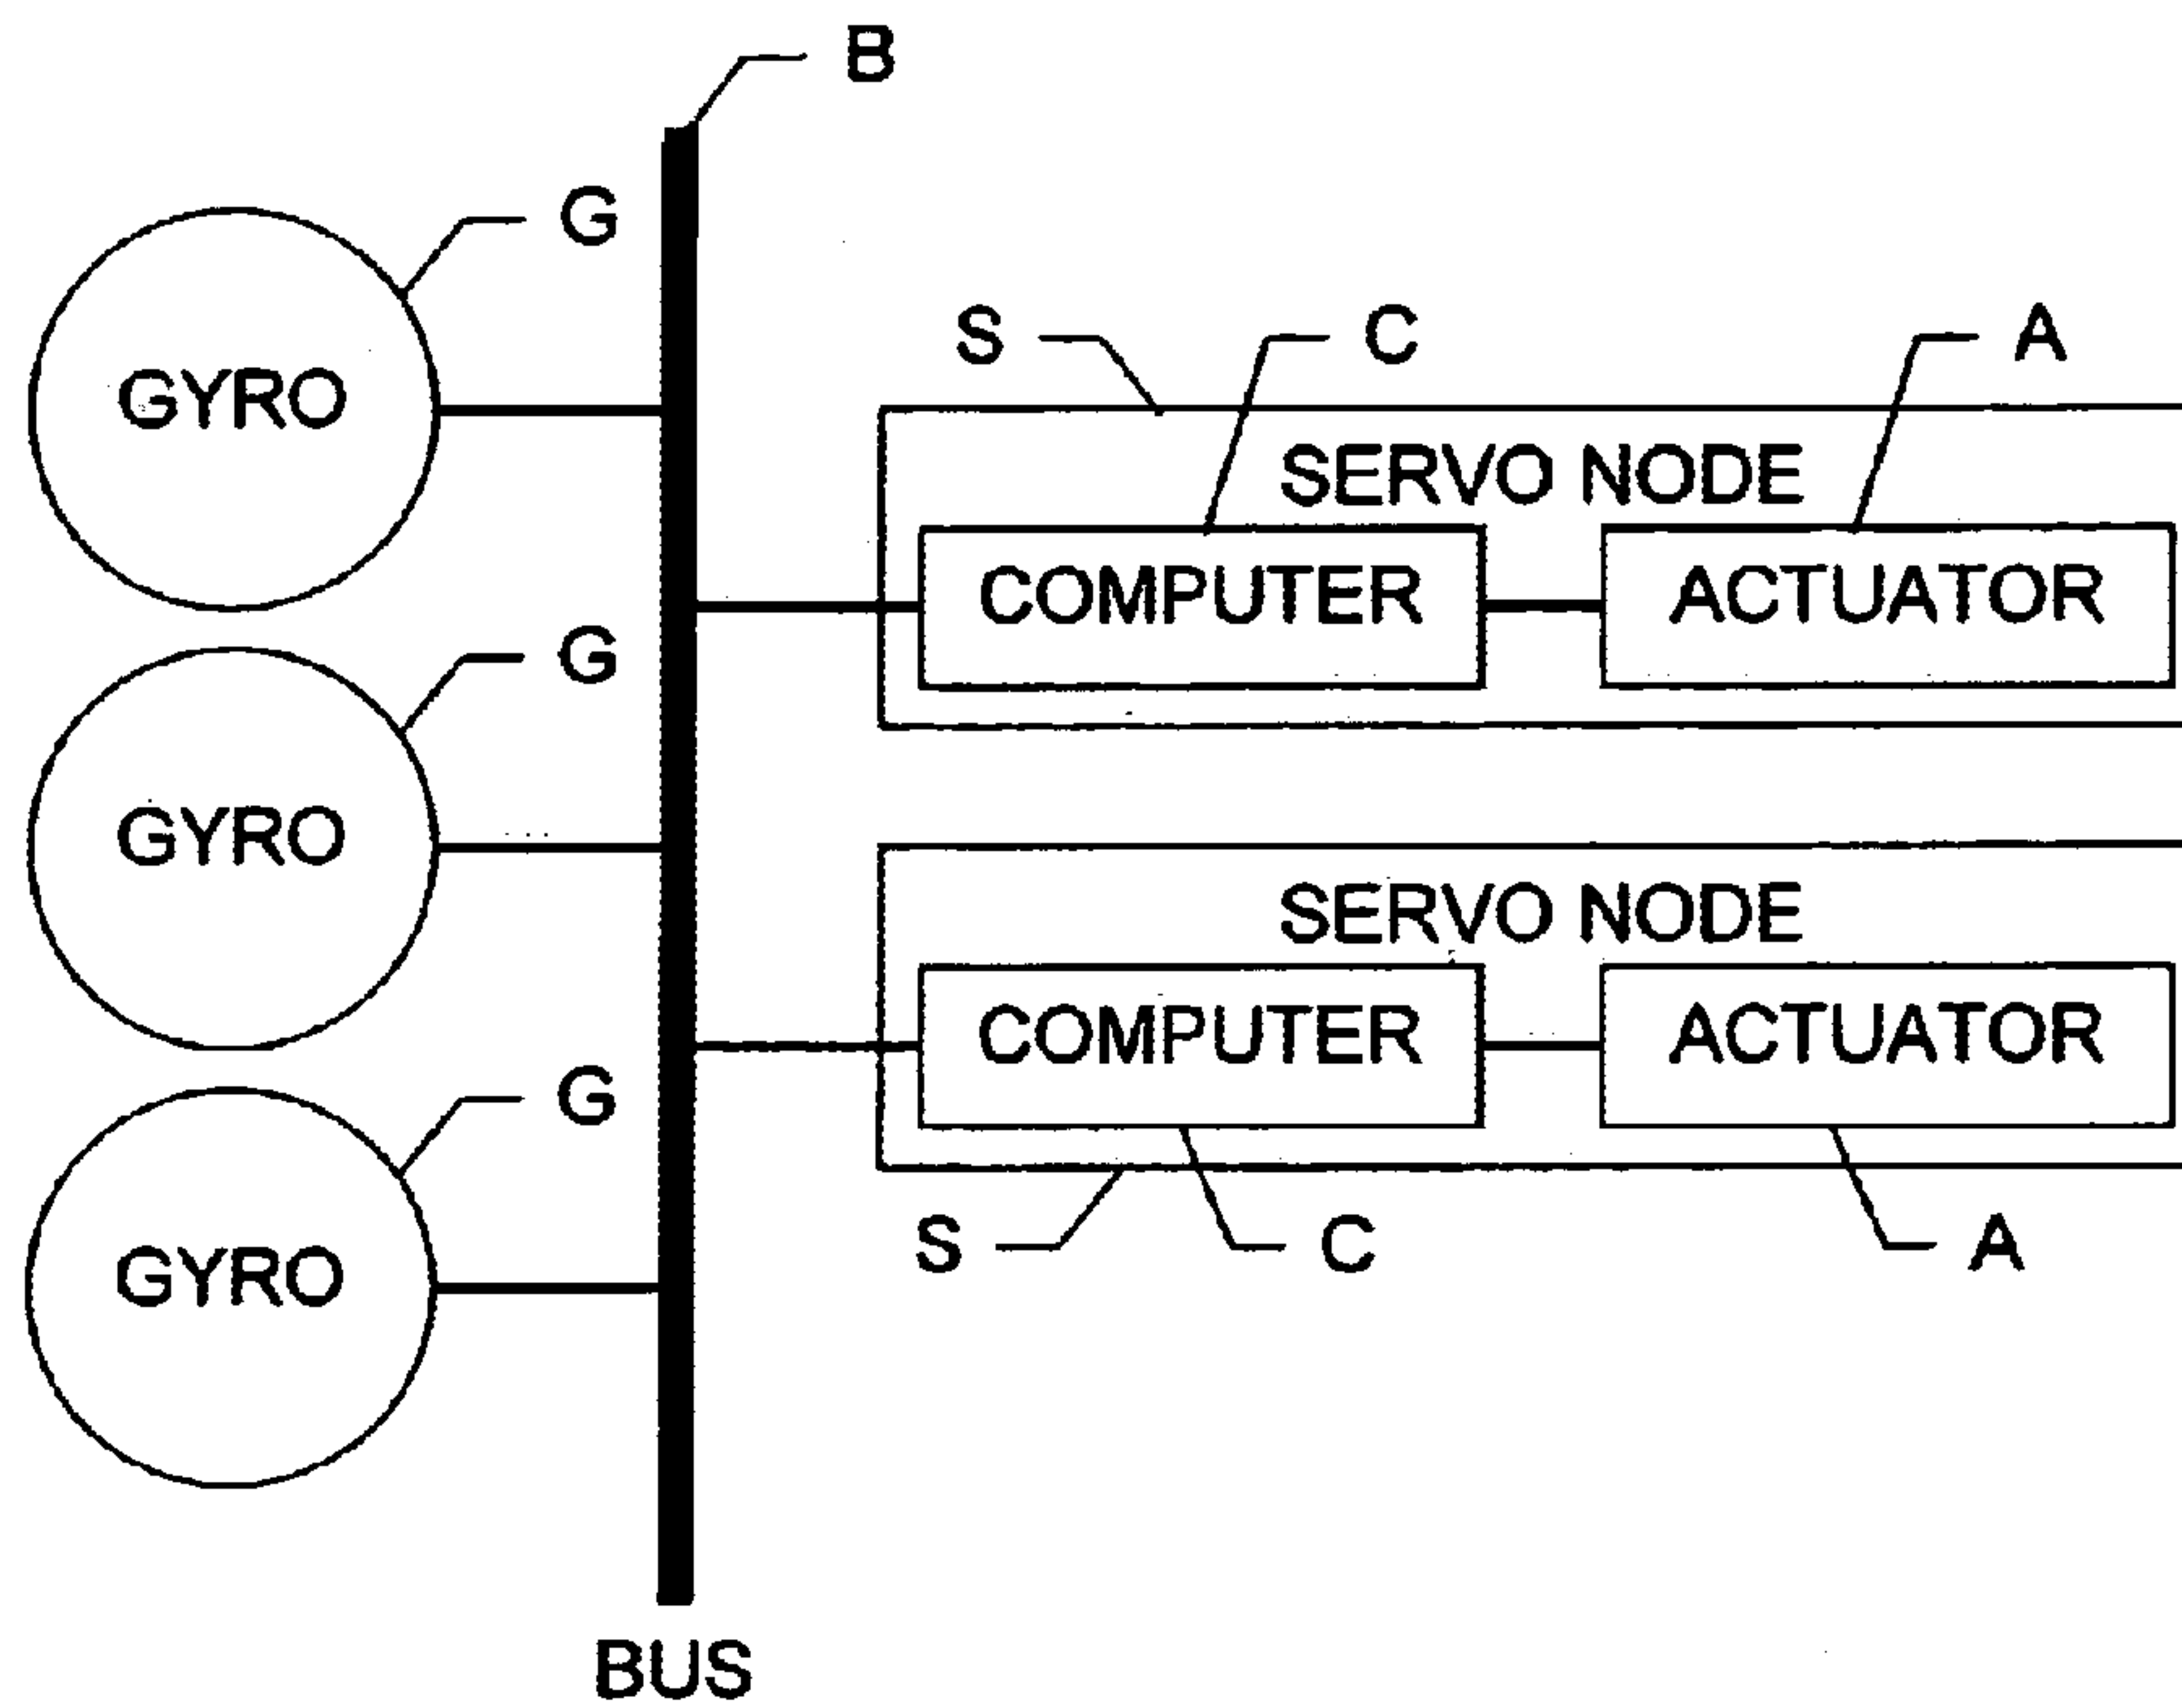 B
G
GYRO
S
C
A
SERVO NODE
COMPUTER
ACTUATOR
G
GYRO
SERVO NODE
COMPUTER
ACTUATOR
G
GYRO
S
C
A
BUS